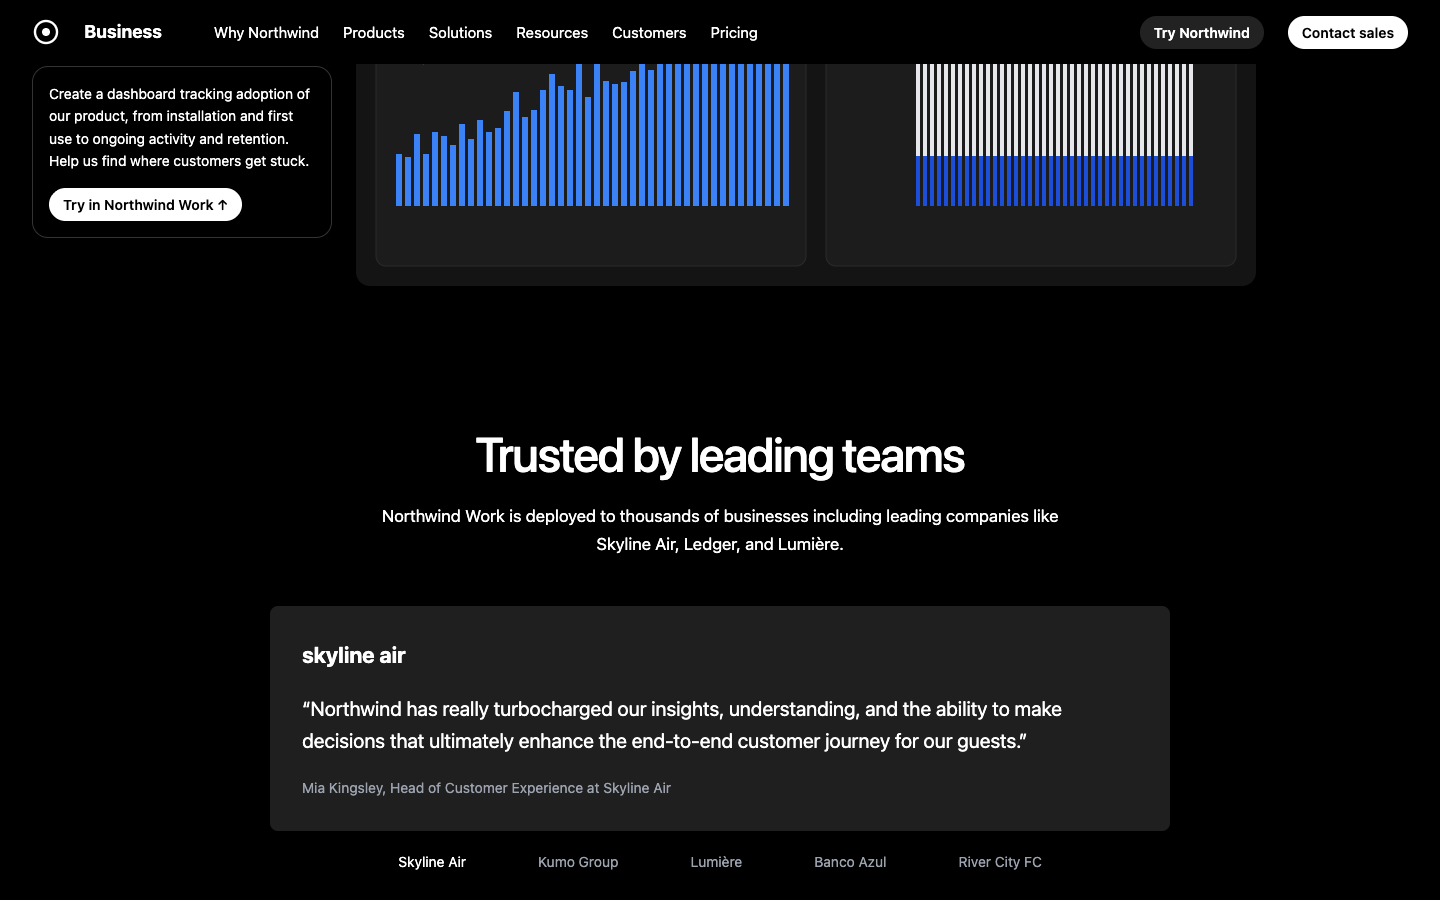 Business
Why Northwind
Products
Solutions
Resources
Customers
Pricing
Try Northwind
Contact sales
Create a dashboard tracking adoption of
our product, from installation and first
use to ongoing activity and retention.
Help us find where customers get stuck.
Try in Northwind Work ↑
Trusted by leading teams
Northwind Work is deployed to thousands of businesses including leading companies like
Skyline Air, Ledger, and Lumière.
skyline air
“Northwind has really turbocharged our insights, understanding, and the ability to make
decisions that ultimately enhance the end-to-end customer journey for our guests.”
Mia Kingsley, Head of Customer Experience at Skyline Air
Skyline Air
Kumo Group
Lumière
Banco Azul
River City FC